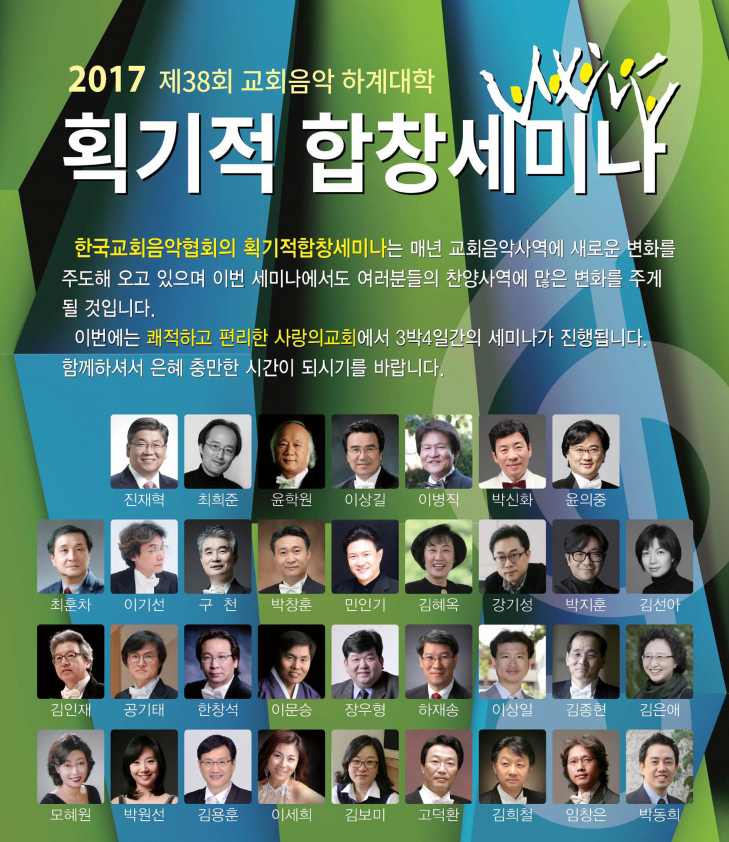 2017 제38회 교회음악 하계대학
획기적 합창세미나
한국교회음악협회의 획기적합창세미나는 매년 교회음악사역에 새로운 변화를
주도해 오고 있으며 이번 세미나에서도 여러분들의 찬양사역에 많은 변화를 주게
될 것입니다.
이번에는 쾌적하고 편리한 사랑의교회에서 3박4일간의 세미나가 진행됩니다.
함께하셔서 은혜 충만한 시간이 되시기를 바랍니다.
진재혁 최희준 윤학원 이상길 이병직 박신화 윤의중
최훈차 이기선 구 천 박창훈 민인기 김혜옥 강기성 박지훈 김선아
김인재 공기태 한창석 이문승 장우형 하재송 이상일 김종현 김은애
모혜원 박원선 김용훈 이세희 김보미 고덕환 김희철 임창은 박동희